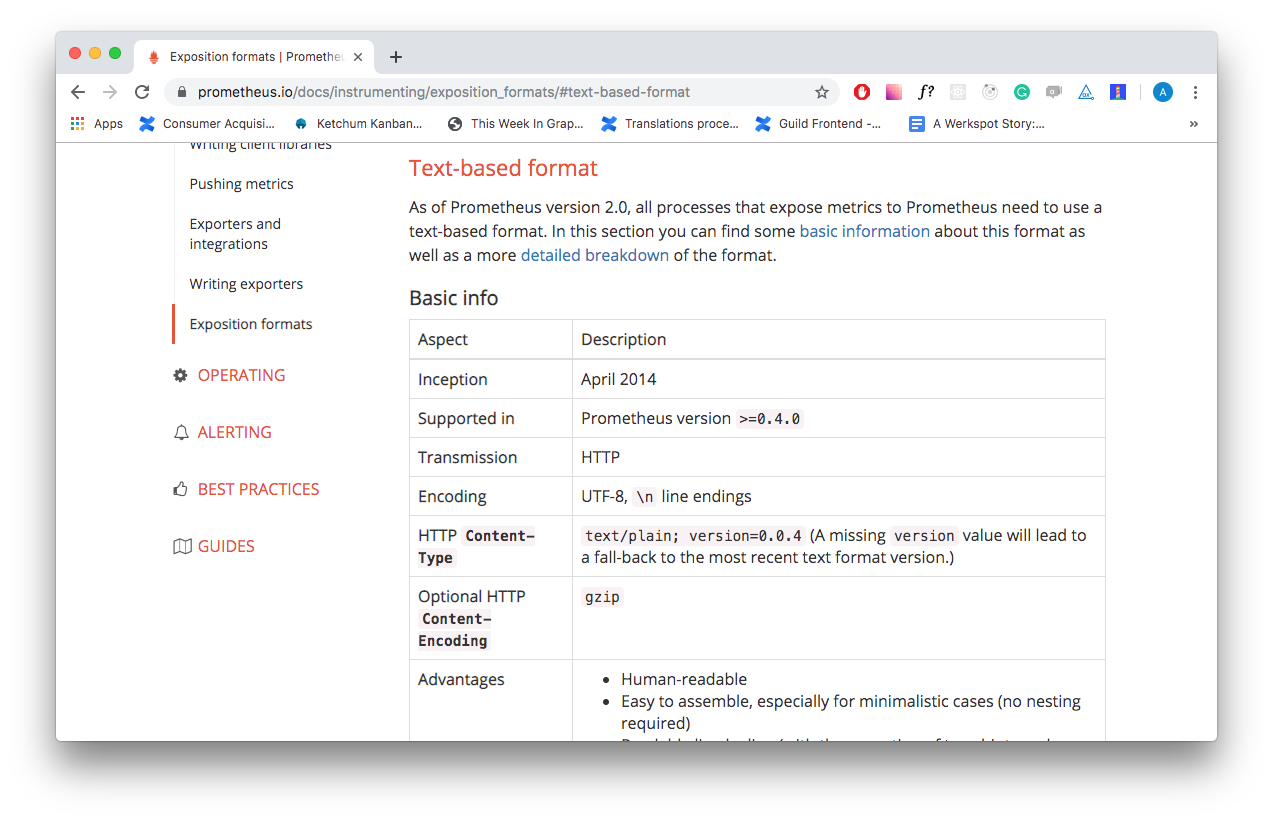 Exposition formats | Prometheu
prometheus.io/docs/instrumenting/exposition_formats/#text-based-format
f?
A
Apps Consumer Acquisi... Ketchum Kanban... This Week In Grap... Translations proce... Guild Frontend -... A Werkspot Story:... »
Writing client libraries
Pushing metrics
Exporters and
integrations
Writing exporters
Exposition formats
OPERATING
ALERTING
BEST PRACTICES
GUIDES
Text-based format
As of Prometheus version 2.0, all processes that expose metrics to Prometheus need to use a
text-based format. In this section you can find some basic information about this format as
well as a more detailed breakdown of the format.
Basic info
Aspect Description
Inception April 2014
Supported in Prometheus version >=0.4.0
Transmission HTTP
Encoding UTF-8, \n line endings
HTTP Content- text/plain; version=0.0.4 (A missing version value will lead to
Type a fall-back to the most recent text format version.)
Optional HTTP gzip
Content-
Encoding
Advantages • Human-readable
• Easy to assemble, especially for minimalistic cases (no nesting
required)